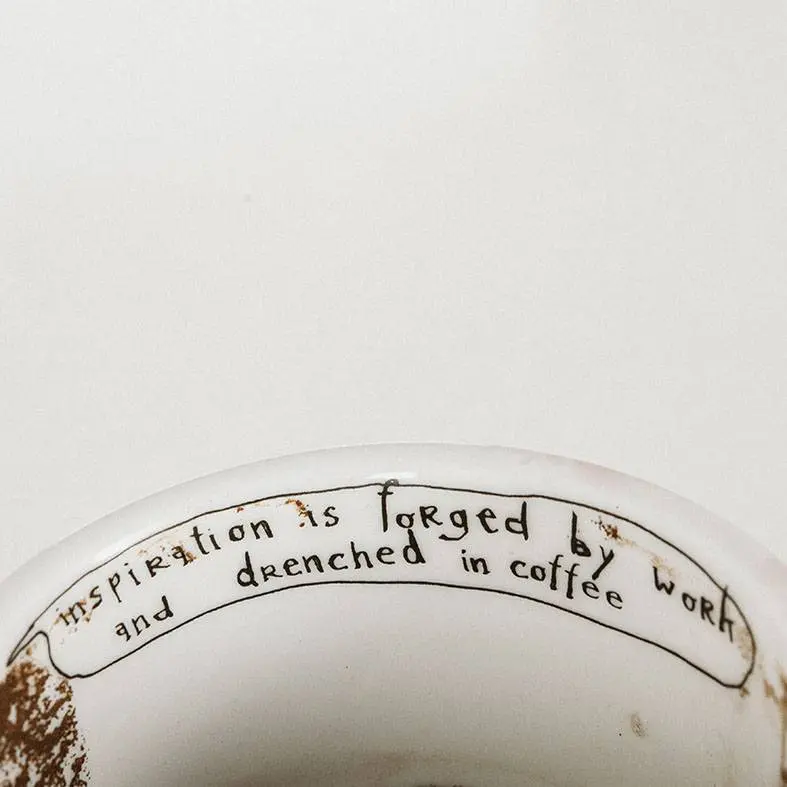 inspiration is forged by work
and drenched in coffee